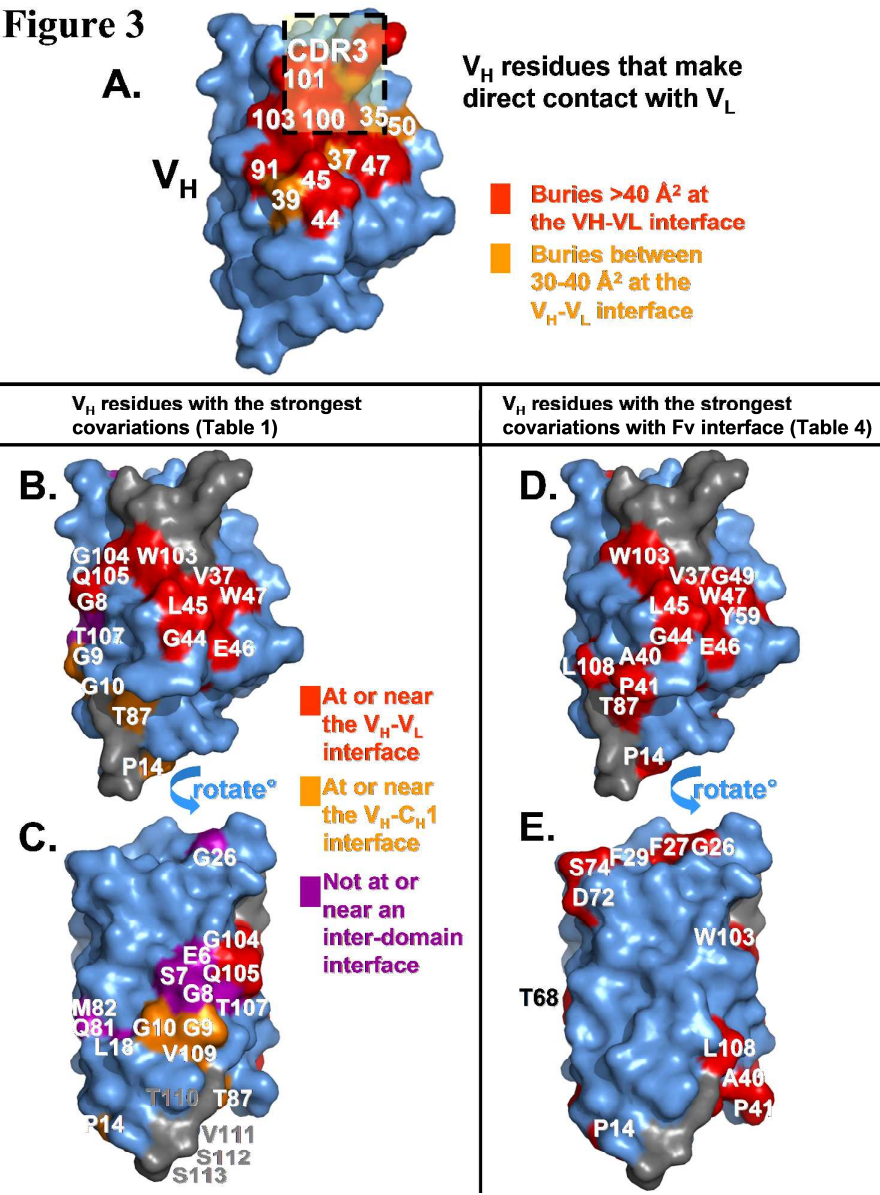 Figure 3
A.
CDR3
101
103 100 35 50
91 37 47
45
39
44
VH
VH residues that make
direct contact with VL
Buries >40 Å2 at
the VH-VL interface
Buries between
30-40 Å2 at the
VH-VL interface
VH residues with the strongest
covariations (Table 1)
VH residues with the strongest
covariations with Fv interface (Table 4)
B.
G104 W103
Q105 V37
G8 L45 W47
T107 G44 E46
G9
G10
T87
P14
rotate°
At or near
the VH-VL
interface
At or near
the VH-CH1
interface
Not at or
near an
inter-domain
interface
C.
G26
G104
E6
S7 Q105
G8
M82 T107
Q81 G10 G9
L18 V109
T110 T87
P14
V111
S112
S113
D.
W103
V37 G49
L45 W47
Y59
G44 E46
L108 A40
P41
T87
P14
rotate°
E.
S74 F29 F27 G26
D72
W103
T68
L108
A40
P41
P14